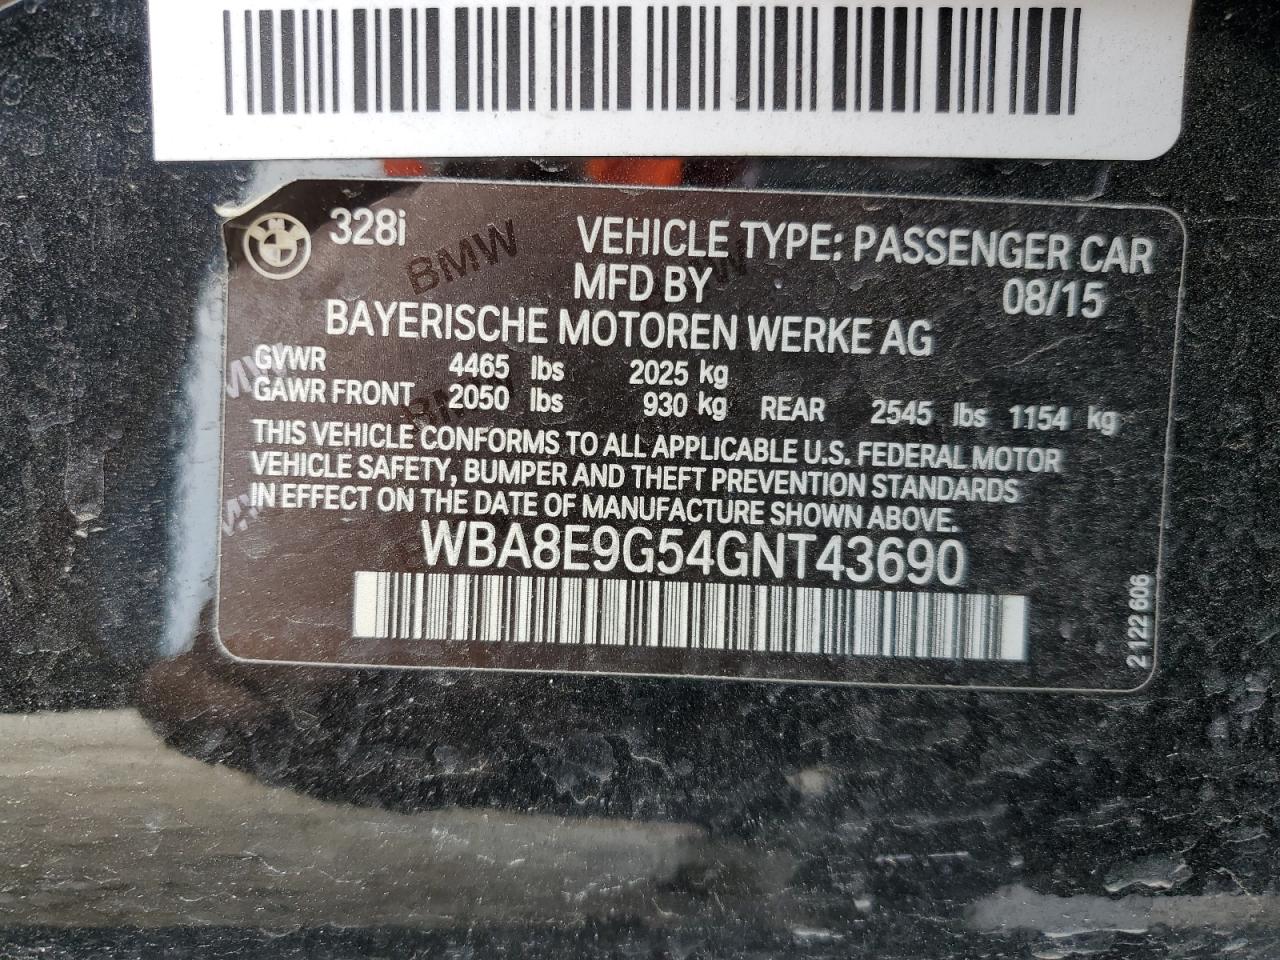 328i
VEHICLE TYPE: PASSENGER CAR
MFD BY 08/15
BAYERISCHE MOTOREN WERKE AG
GVWR 4465 lbs 2025 kg
GAWR FRONT 2050 lbs 930 kg REAR 2545 lbs 1154 kg
THIS VEHICLE CONFORMS TO ALL APPLICABLE U.S. FEDERAL MOTOR
VEHICLE SAFETY, BUMPER AND THEFT PREVENTION STANDARDS
IN EFFECT ON THE DATE OF MANUFACTURE SHOWN ABOVE.
WBA8E9G54GNT43690
2 122 606
BMW
BMW